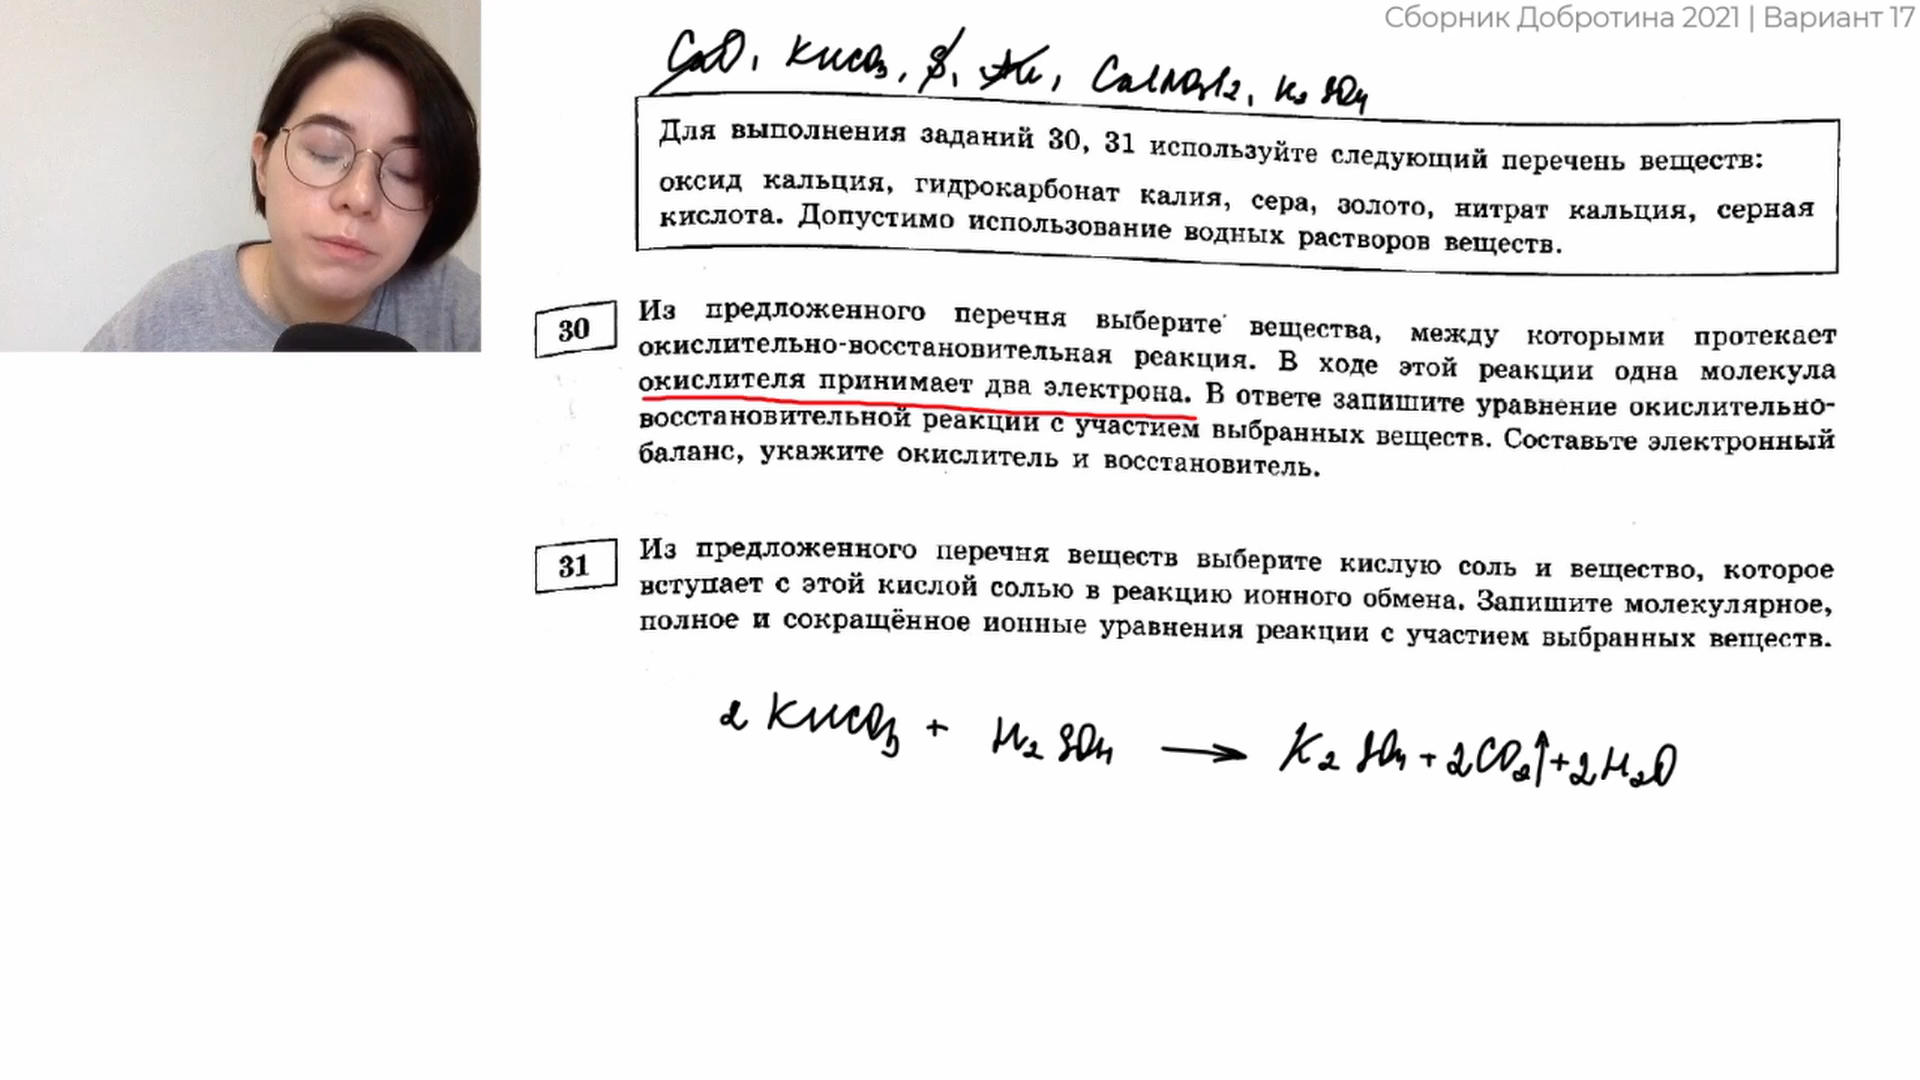 Сборник Добротина 2021 | Вариант 17
CaO, KHCO3, S, Au, Ca(NO3)2, H2SO4
Для выполнения заданий 30, 31 используйте следующий перечень веществ:
оксид кальция, гидрокарбонат калия, сера, золото, нитрат кальция, серная
кислота. Допустимо использование водных растворов веществ.
30
Из предложенного перечня выберите вещества, между которыми протекает
окислительно-восстановительная реакция. В ходе этой реакции одна молекула
окислителя принимает два электрона. В ответе запишите уравнение окислительно-
восстановительной реакции с участием выбранных веществ. Составьте электронный
баланс, укажите окислитель и восстановитель.
31
Из предложенного перечня веществ выберите кислую соль и вещество, которое
вступает с этой кислой солью в реакцию ионного обмена. Запишите молекулярное,
полное и сокращённое ионные уравнения реакции с участием выбранных веществ.
2 KHCO3 + H2SO4 → K2SO4 + 2CO2↑ + 2H2O